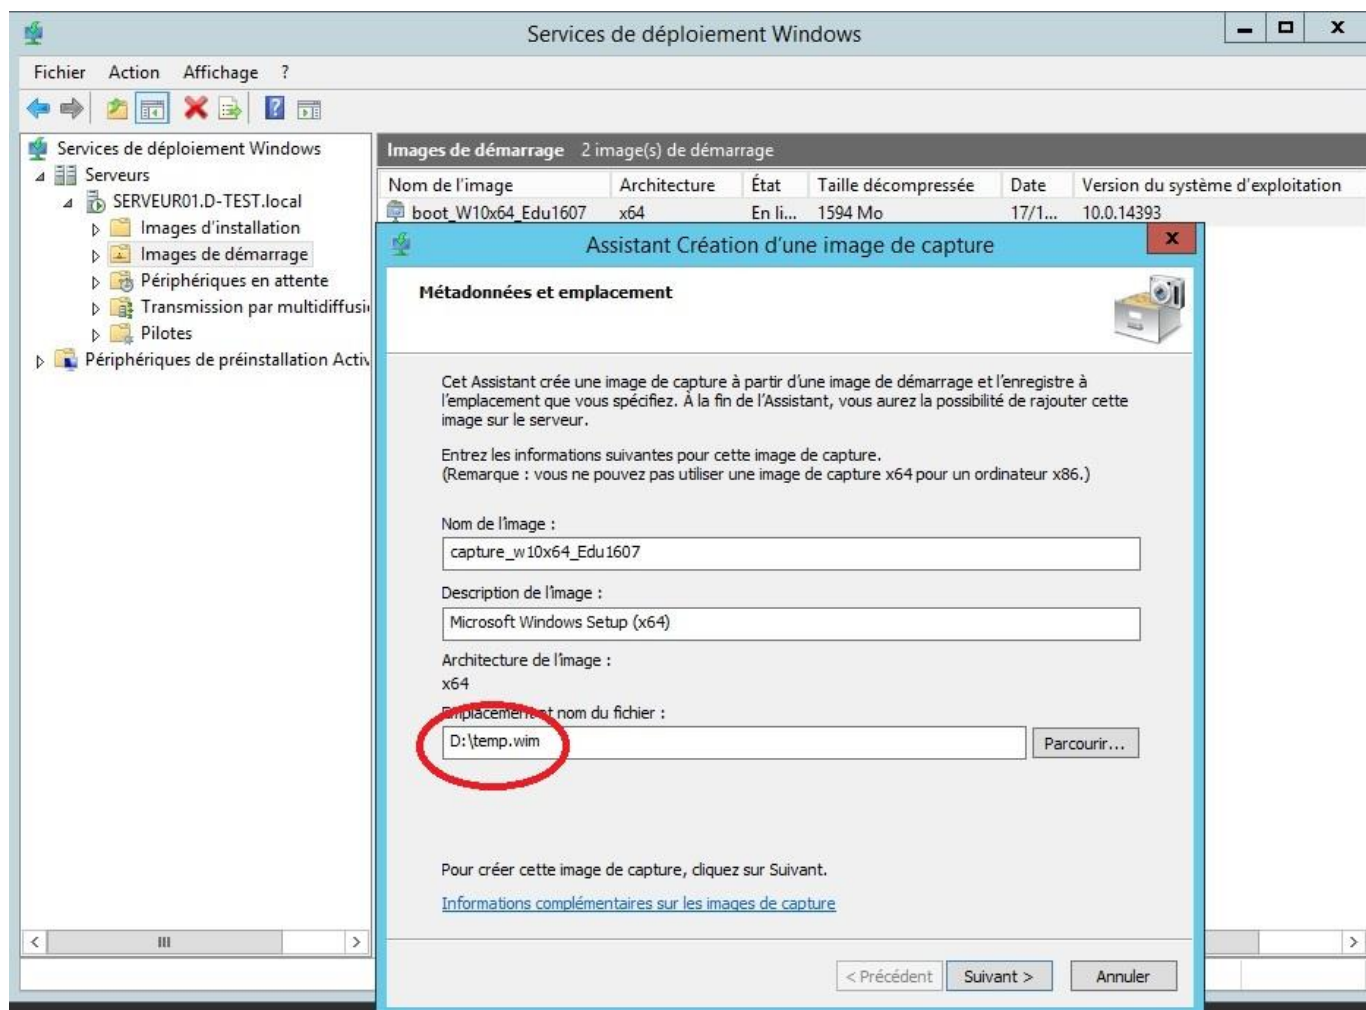 Services de déploiement Windows
Fichier Action Affichage ?
Services de déploiement Windows
Serveurs
SERVEUR01.D-TEST.local
Images d'installation
Images de démarrage
Périphériques en attente
Transmission par multidiffusi
Pilotes
Périphériques de préinstallation Activ
Images de démarrage 2 image(s) de démarrage
Nom de l'image Architecture État Taille décompressée Date Version du système d'exploitation
boot_W10x64_Edu1607 x64 En li... 1594 Mo 17/1... 10.0.14393
Assistant Création d'une image de capture
Métadonnées et emplacement
Cet Assistant crée une image de capture à partir d'une image de démarrage et l'enregistre à
l'emplacement que vous spécifiez. À la fin de l'Assistant, vous aurez la possibilité de rajouter cette
image sur le serveur.
Entrez les informations suivantes pour cette image de capture.
(Remarque : vous ne pouvez pas utiliser une image de capture x64 pour un ordinateur x86.)
Nom de l'image :
capture_w10x64_Edu1607
Description de l'image :
Microsoft Windows Setup (x64)
Architecture de l'image :
x64
Emplacement et nom du fichier :
D:\temp.wim
Parcourir...
Pour créer cette image de capture, cliquez sur Suivant.
Informations complémentaires sur les images de capture
< Précédent Suivant > Annuler